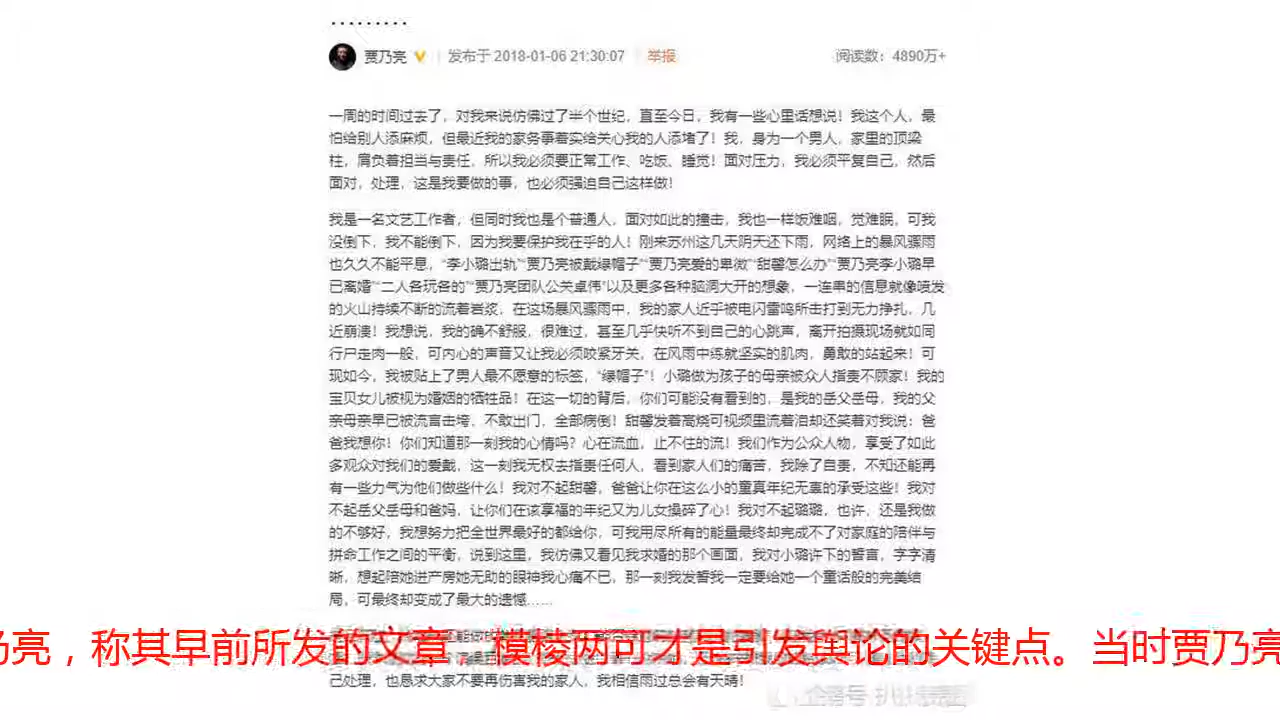 .........
贾乃亮 发布于 2018-01-06 21:30:07 举报 阅读数：4890万+
一周的时间过去了，对我来说仿佛过了半个世纪，直至今日，我有一些心里话想说！我这个人，最
怕给别人添麻烦，但最近我的家务事着实给关心我的人添堵了！我，身为一个男人，家里的顶梁
柱，肩负着担当与责任，所以我必须要正常工作、吃饭、睡觉！面对压力，我必须平复自己，然后
面对，处理，这是我要做的事，也必须强迫自己这样做！
我是一名文艺工作者，但同时我也是个普通人，面对如此的撞击，我也一样饭难咽，觉难眠，可我
没倒下，我不能倒下，因为我要保护我在乎的人！刚来苏州这几天阴天还下雨，网络上的暴风骤雨
也久久不能平息，“李小璐出轨”“贾乃亮被戴绿帽子”“贾乃亮爱的卑微”“甜馨怎么办”“贾乃亮李小璐早
已离婚”“二人各玩各的”“贾乃亮团队公关卓伟”以及更多各种脑洞大开的想象，一连串的信息就像喷发
的火山持续不断的流着岩浆，在这场暴风骤雨中，我的家人近乎被电闪雷鸣所击打到无力挣扎，几
近崩溃！我想说，我的确不舒服，很难过，甚至几乎快听不到自己的心跳声，离开拍摄现场就如同
行尸走肉一般，可内心的声音又让我必须咬紧牙关，在风雨中练就坚实的肌肉，勇敢的站起来！可
现如今，我被贴上了男人最不愿意的标签，“绿帽子”！小璐做为孩子的母亲被众人指责不顾家！我的
宝贝女儿被视为婚姻的牺牲品！在这一切的背后，你们可能没有看到的，是我的岳父岳母，我的父
亲母亲早已被流言击垮，不敢出门，全部病倒！甜馨发着高烧可视频里流着泪却还笑着对我说：爸
爸我想你！你们知道那一刻我的心情吗？心在流血，止不住的流！我们作为公众人物，享受了如此
多观众对我们的爱戴，这一刻我无权去指责任何人，看到家人们的痛苦，我除了自责，不知还能再
有一些力气为他们做些什么！我对不起甜馨，爸爸让你在这么小的童真年纪无辜的承受这些！我对
不起岳父岳母和爸妈，让你们在该享福的年纪又为儿女操碎了心！我对不起璐璐，也许，还是我做
的不够好，我想努力把全世界最好的都给你，可我用尽所有的能量最终却完成不了对家庭的陪伴与
拼命工作之间的平衡，说到这里，我仿佛又看见我求婚的那个画面，我对小璐许下的誓言，字字清
晰，想起陪她进产房她无助的眼神我心痛不已，那一刻我发誓我一定要给她一个童话般的完美结
局，可最终却变成了最大的遗憾……
乃亮，称其早前所发的文章，模棱两可才是引发舆论的关键点。当时贾乃亮
己处理，也恳求大家不要再伤害我的家人，我相信雨过总会有天晴！